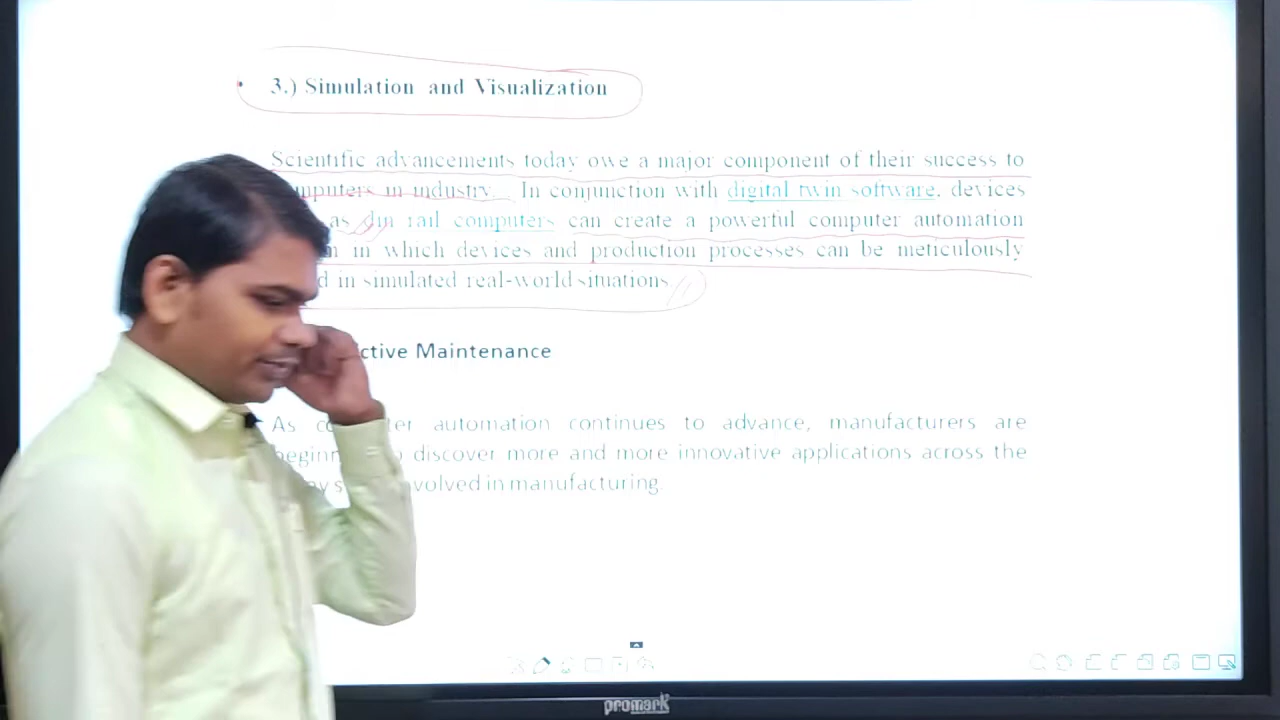 • 3.) Simulation and Visualization
Scientific advancements today owe a major component of their success to
mputers in industry. In conjunction with digital twin software, devices
as din rail computers can create a powerful computer automation
in which devices and production processes can be meticulously
in simulated real-world situations.
ctive Maintenance
As co ter automation continues to advance, manufacturers are
beginn discover more and more innovative applications across the
volved in manufacturing.
promark